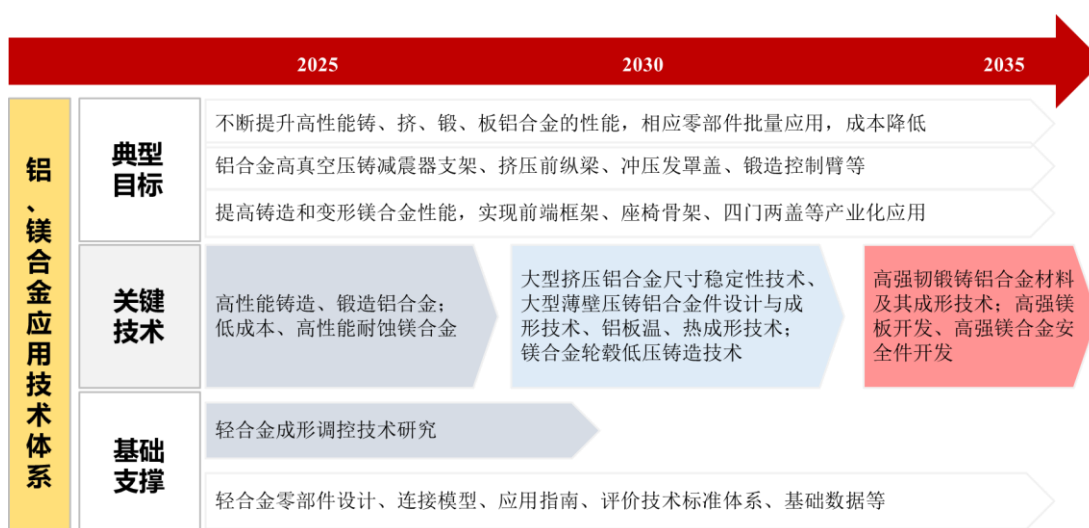 2025
2030
2035
铝、镁合金应用技术体系
典型
目标
不断提升高性能铸、挤、锻、板铝合金的性能，相应零部件批量应用，成本降低
铝合金高真空压铸减震器支架、挤压前纵梁、冲压发罩盖、锻造控制臂等
提高铸造和变形镁合金性能，实现前端框架、座椅骨架、四门两盖等产业化应用
关键
技术
高性能铸造、锻造铝合金；
低成本、高性能耐蚀镁合金
大型挤压铝合金尺寸稳定性技术、
大型薄壁压铸铝合金件设计与成
形技术、铝板温、热成形技术；
镁合金轮毂低压铸造技术
高强韧锻铸铝合金材料
及其成形技术；高强镁
板开发、高强镁合金安
全件开发
基础
支撑
轻合金成形调控技术研究
轻合金零部件设计、连接模型、应用指南、评价技术标准体系、基础数据等